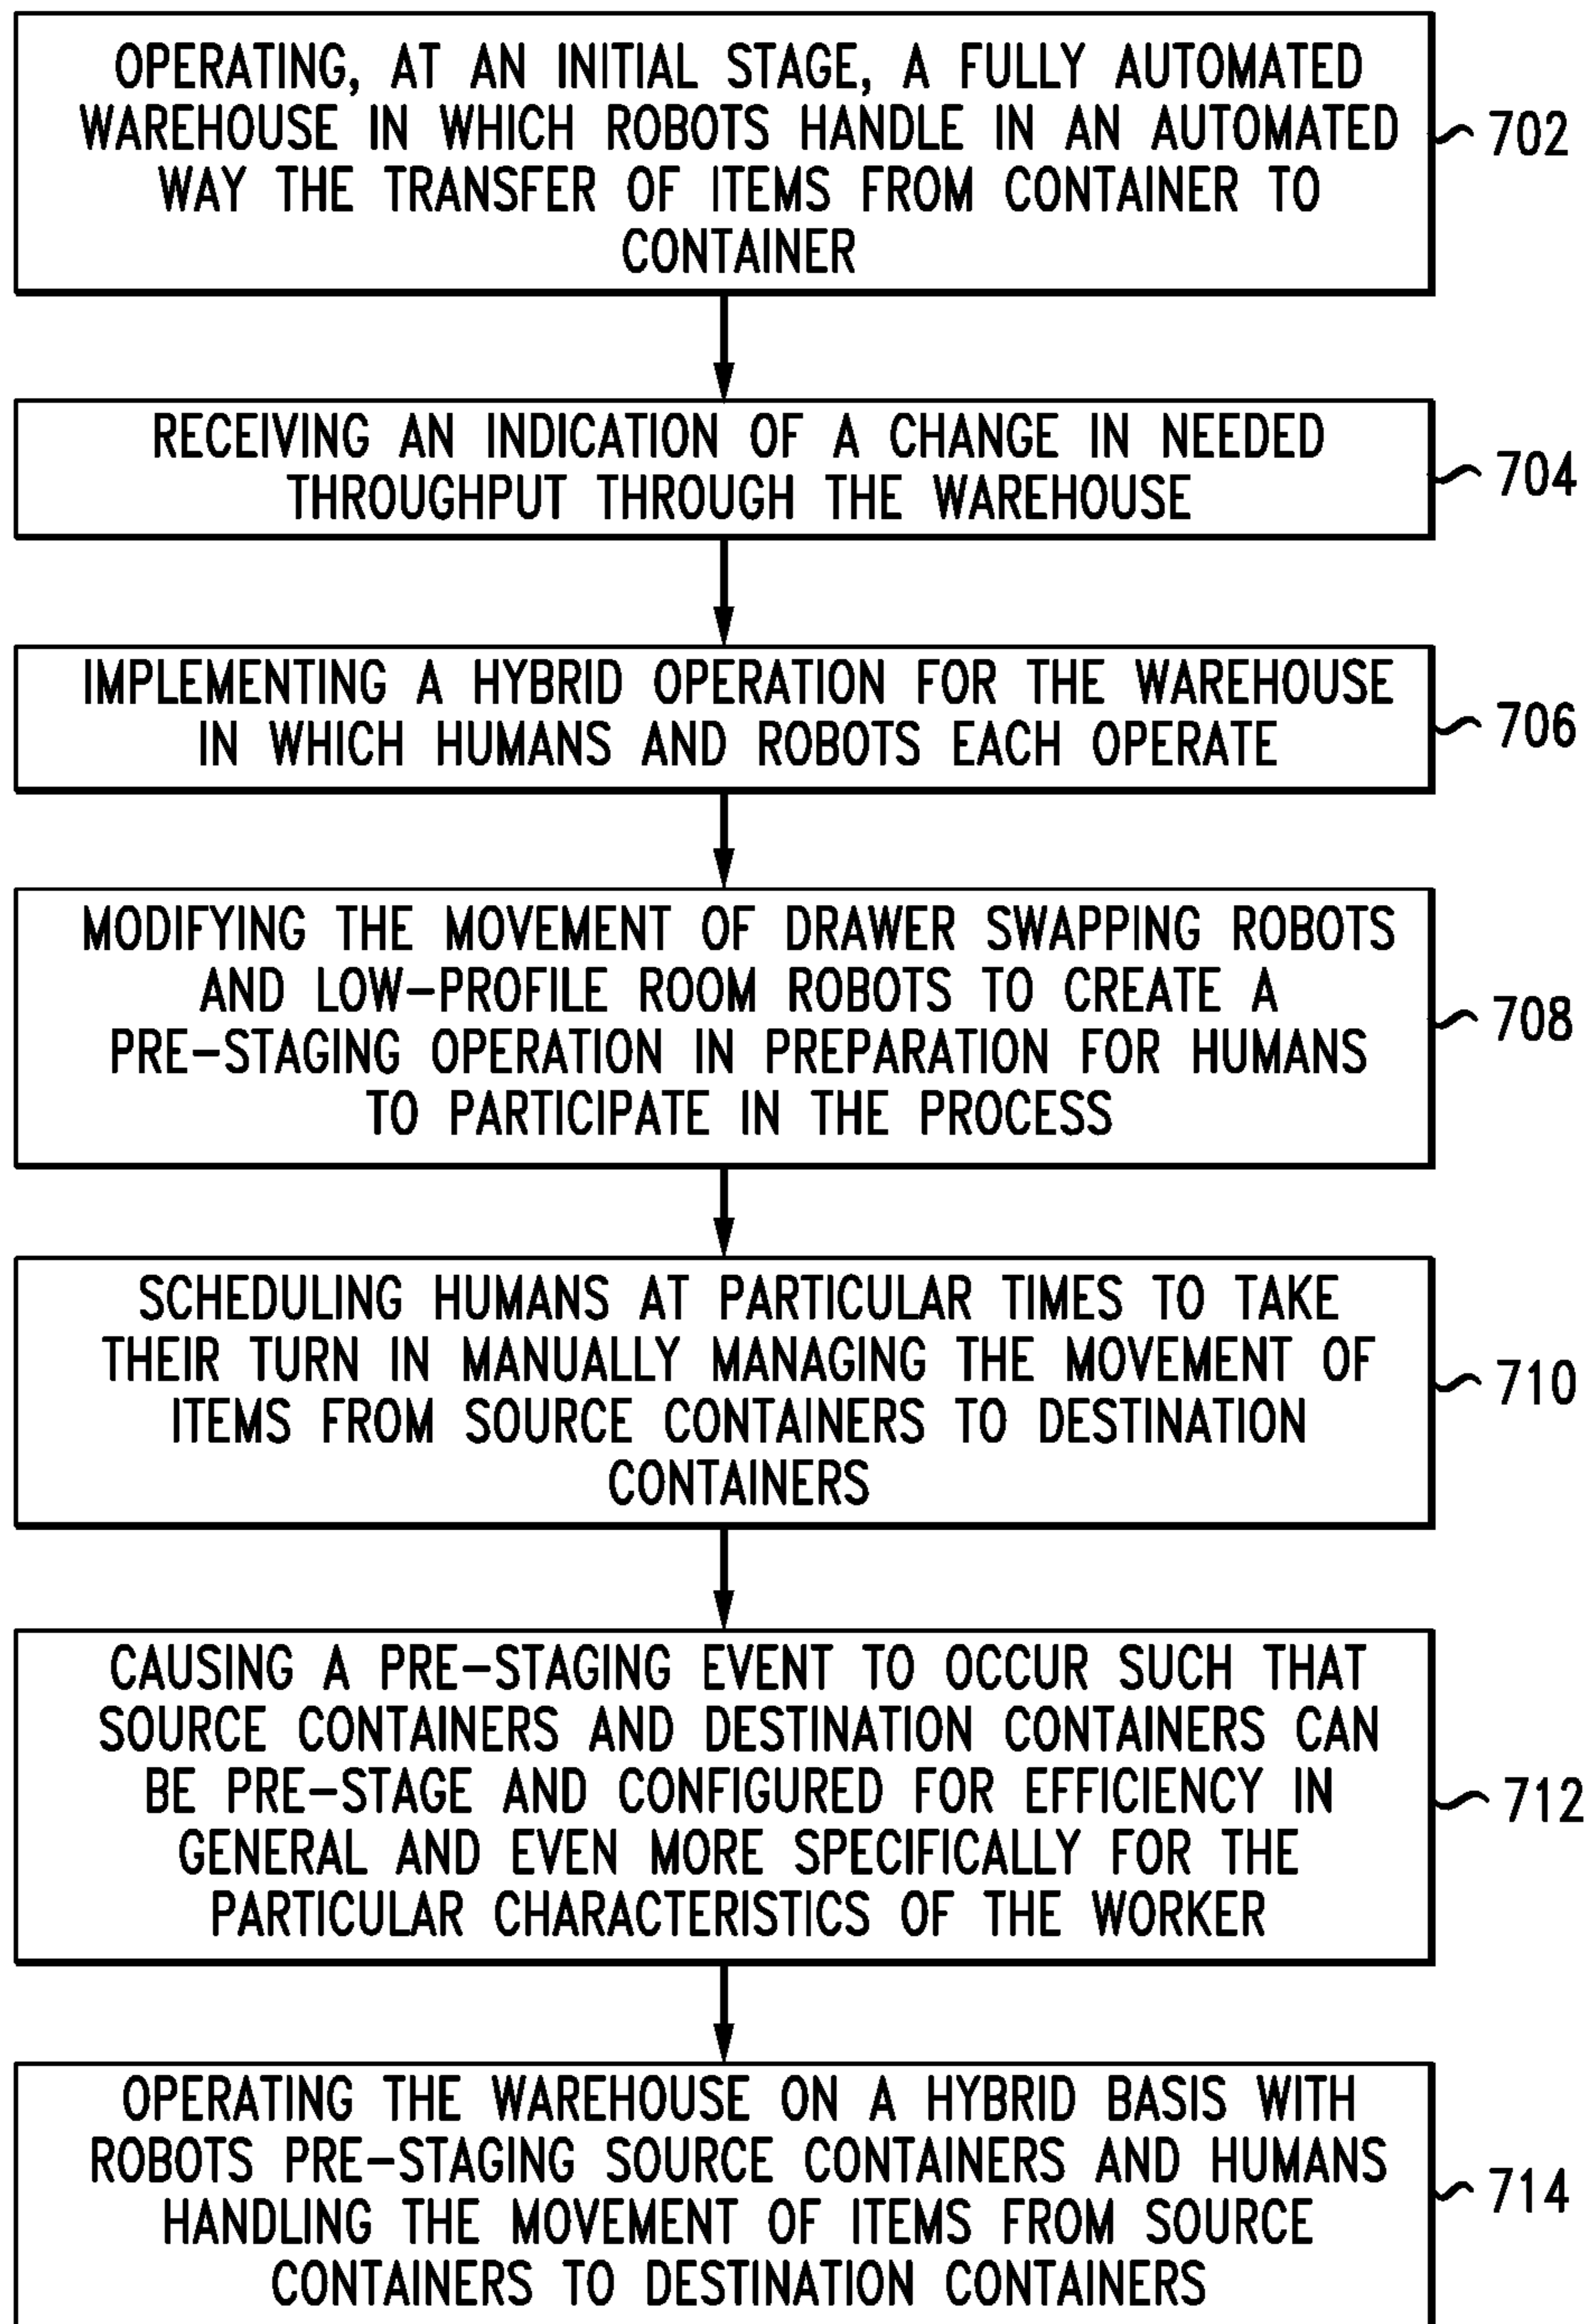 OPERATING, AT AN INITIAL STAGE, A FULLY AUTOMATED
WAREHOUSE IN WHICH ROBOTS HANDLE IN AN AUTOMATED
WAY THE TRANSFER OF ITEMS FROM CONTAINER TO
CONTAINER
702
RECEIVING AN INDICATION OF A CHANGE IN NEEDED
THROUGHPUT THROUGH THE WAREHOUSE
704
IMPLEMENTING A HYBRID OPERATION FOR THE WAREHOUSE
IN WHICH HUMANS AND ROBOTS EACH OPERATE
706
MODIFYING THE MOVEMENT OF DRAWER SWAPPING ROBOTS
AND LOW-PROFILE ROOM ROBOTS TO CREATE A
PRE-STAGING OPERATION IN PREPARATION FOR HUMANS
TO PARTICIPATE IN THE PROCESS
708
SCHEDULING HUMANS AT PARTICULAR TIMES TO TAKE
THEIR TURN IN MANUALLY MANAGING THE MOVEMENT OF
ITEMS FROM SOURCE CONTAINERS TO DESTINATION
CONTAINERS
710
CAUSING A PRE-STAGING EVENT TO OCCUR SUCH THAT
SOURCE CONTAINERS AND DESTINATION CONTAINERS CAN
BE PRE-STAGE AND CONFIGURED FOR EFFICIENCY IN
GENERAL AND EVEN MORE SPECIFICALLY FOR THE
PARTICULAR CHARACTERISTICS OF THE WORKER
712
OPERATING THE WAREHOUSE ON A HYBRID BASIS WITH
ROBOTS PRE-STAGING SOURCE CONTAINERS AND HUMANS
HANDLING THE MOVEMENT OF ITEMS FROM SOURCE
CONTAINERS TO DESTINATION CONTAINERS
714